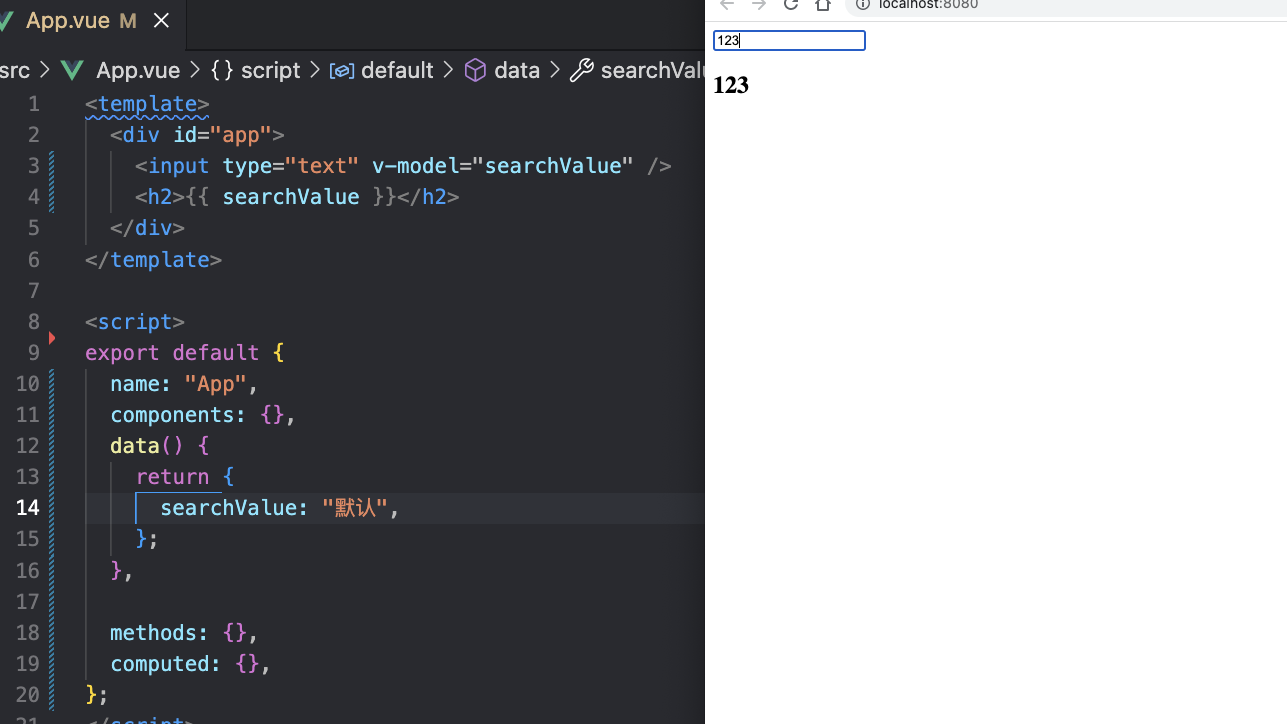 App.vue M
src > App.vue > {} script > default > data > searchValu
1 <template>
2 <div id="app">
3 <input type="text" v-model="searchValue" />
4 <h2>{{ searchValue }}</h2>
5 </div>
6 </template>
7
8 <script>
9 export default {
10 name: "App",
11 components: {},
12 data() {
13 return {
14 searchValue: "默认",
15 };
16 },
17
18 methods: {},
19 computed: {},
20 };
21 </script>
localhost:8080
123
123